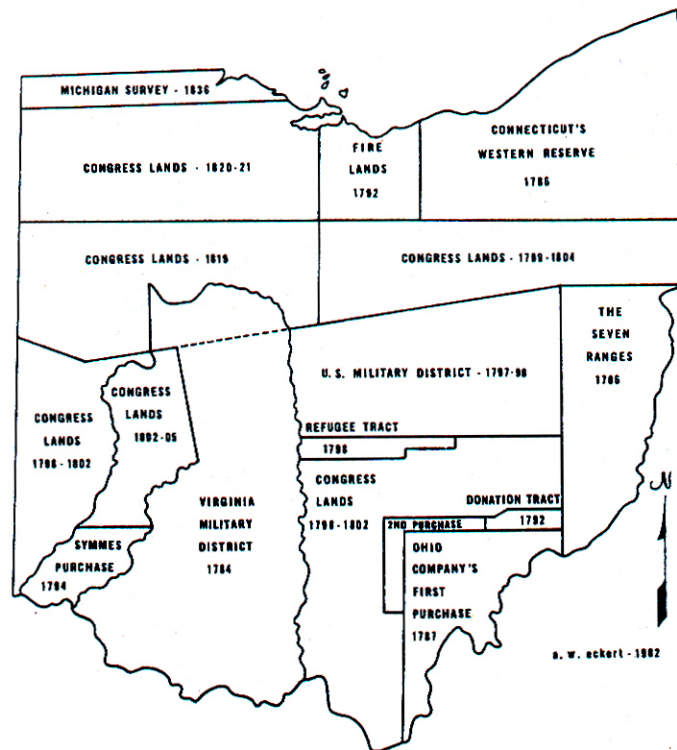 MICHIGAN SURVEY - 1836
CONGRESS LANDS - 1820-21
FIRE
LANDS
1792
CONNECTICUT'S
WESTERN RESERVE
1786
CONGRESS LANDS - 1819
CONGRESS LANDS - 1789-1804
THE
SEVEN
RANGES
1786
U.S. MILITARY DISTRICT - 1797-98
CONGRESS
LANDS
1798-1802
CONGRESS
LANDS
1802-05
REFUGEE TRACT
1798
CONGRESS
LANDS
1798-1802
DONATION TRACT
1792
2ND PURCHASE
VIRGINIA
MILITARY
DISTRICT
1784
SYMMES
PURCHASE
1794
OHIO
COMPANY'S
FIRST
PURCHASE
1787
N
a. w. eckert - 1982